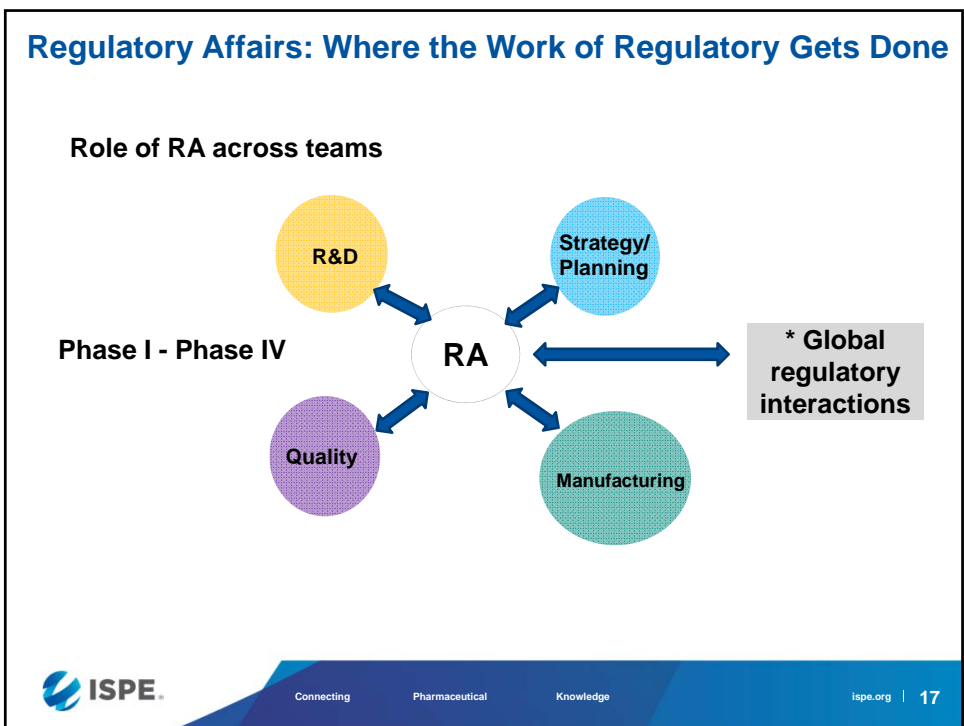 Regulatory Affairs: Where the Work of Regulatory Gets Done
Role of RA across teams
R&D
Strategy/
Planning
Phase I - Phase IV
RA
* Global
regulatory
interactions
Quality
Manufacturing
ISPE.
Connecting Pharmaceutical Knowledge
ispe.org | 17